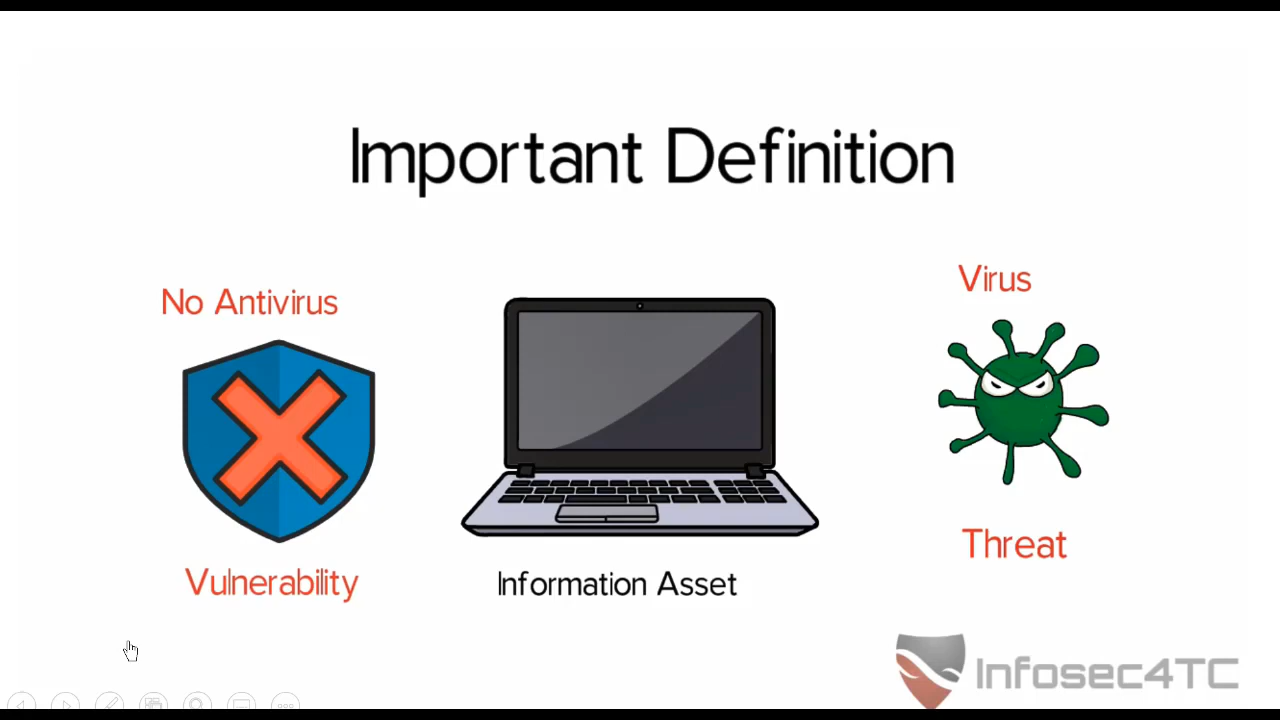 Important Definition
No Antivirus
Virus
Vulnerability
Information Asset
Threat
Infosec4TC